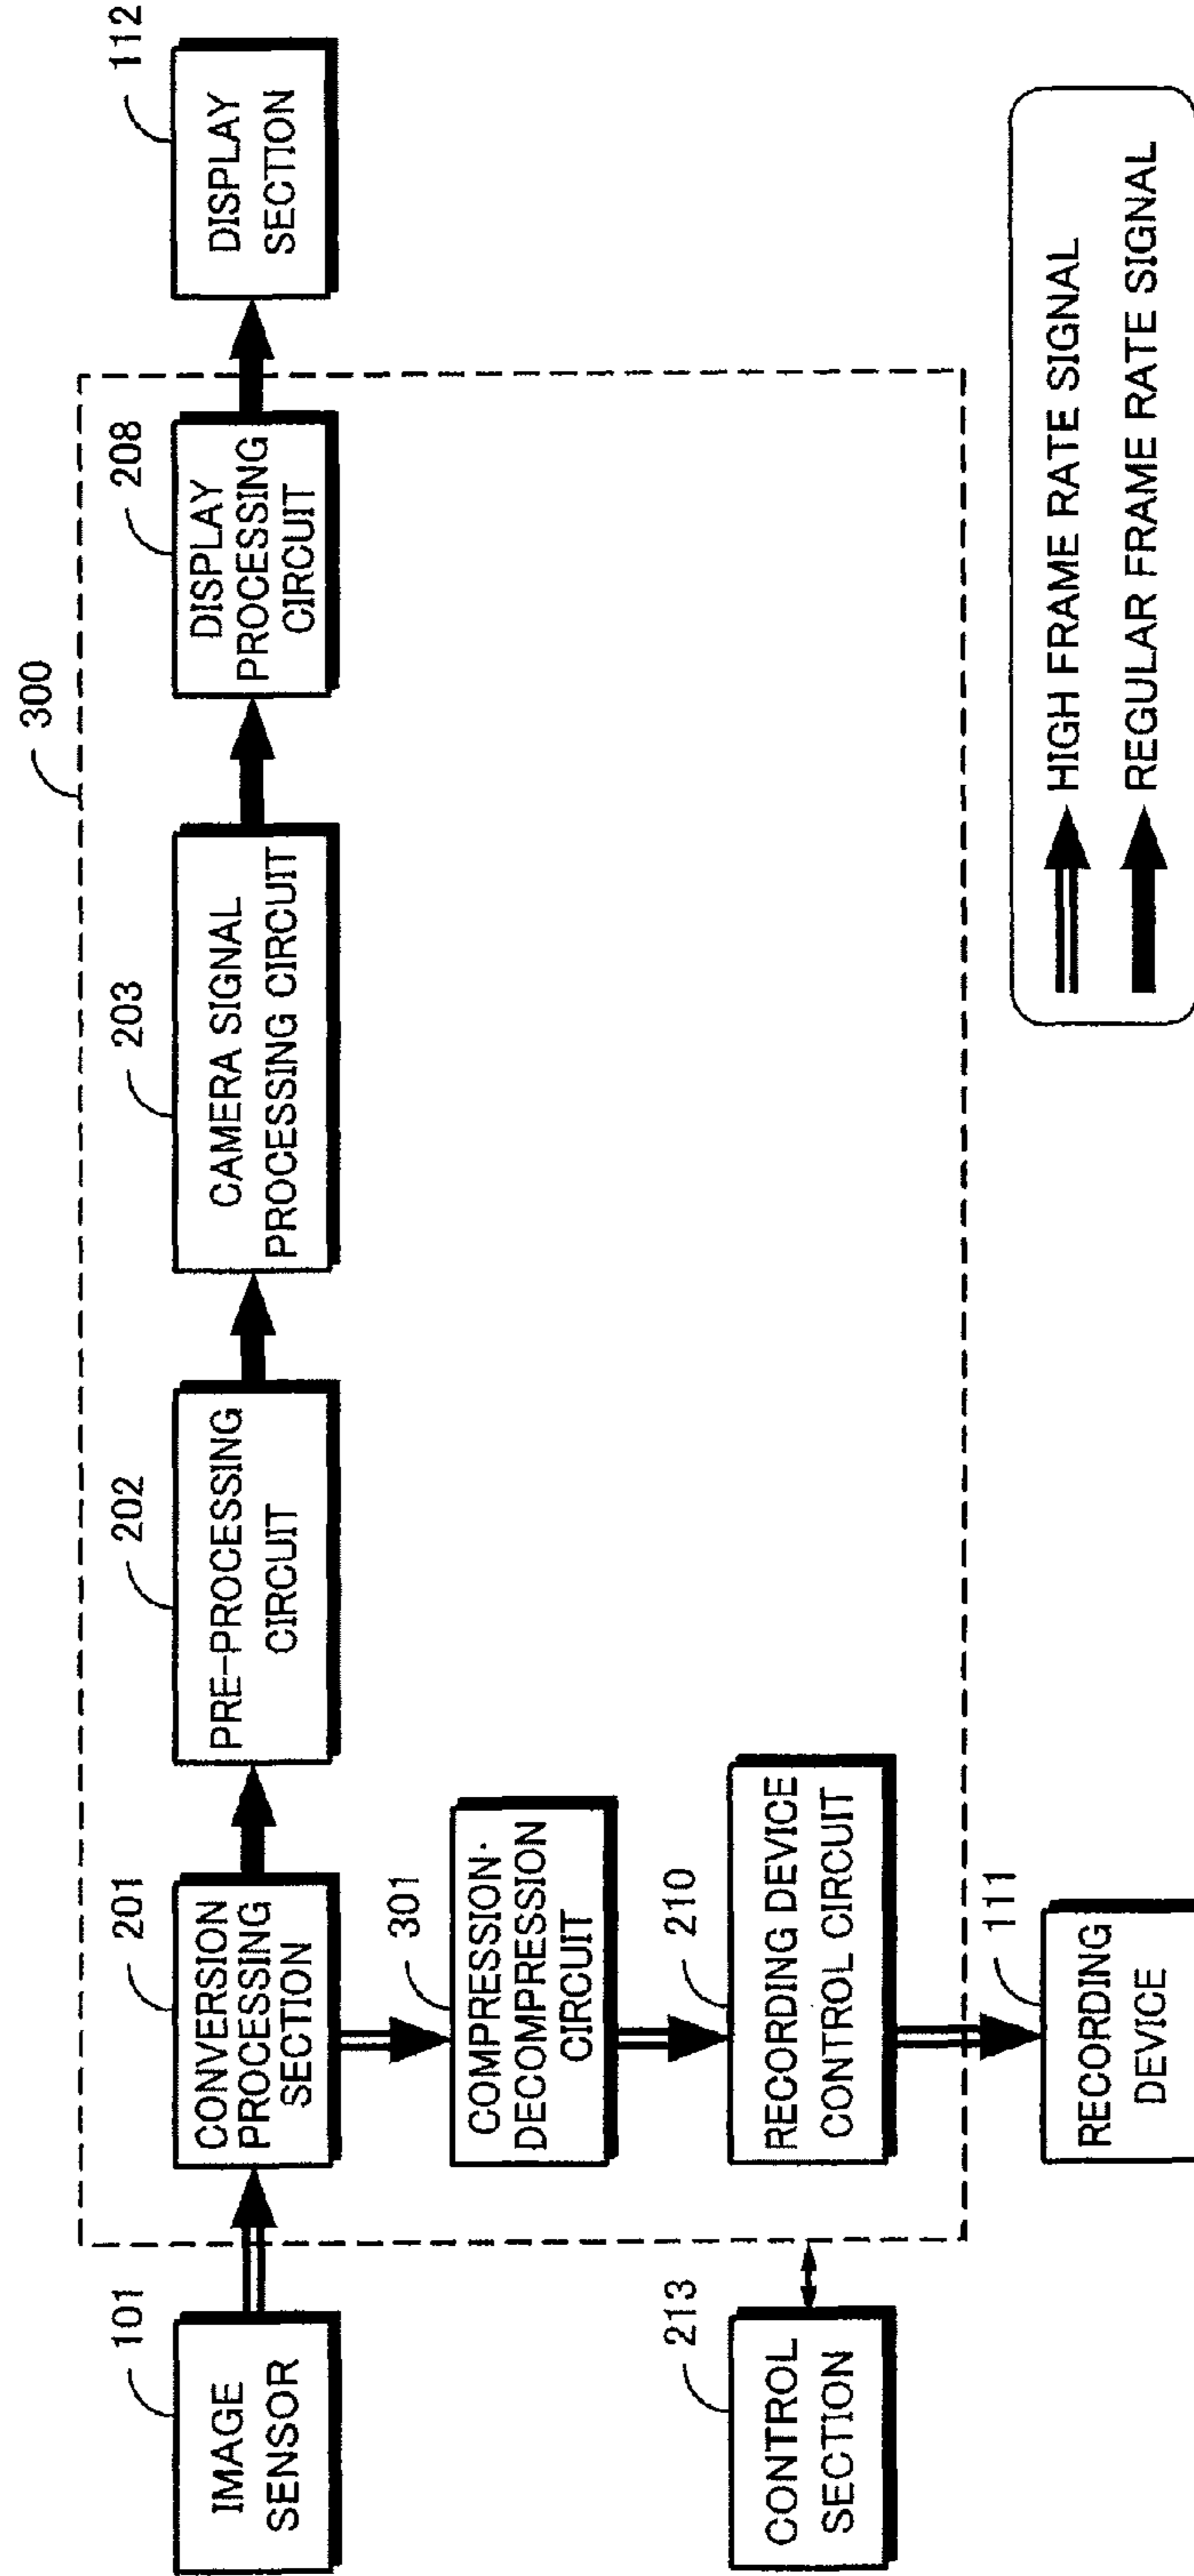 300
101
IMAGE
SENSOR
201
CONVERSION
PROCESSING
SECTION
202
PRE-PROCESSING
CIRCUIT
203
CAMERA SIGNAL
PROCESSING CIRCUIT
208
DISPLAY
PROCESSING
CIRCUIT
112
DISPLAY
SECTION
301
COMPRESSION·
DECOMPRESSION
CIRCUIT
213
CONTROL
SECTION
210
RECORDING DEVICE
CONTROL CIRCUIT
111
RECORDING
DEVICE
HIGH FRAME RATE SIGNAL
REGULAR FRAME RATE SIGNAL